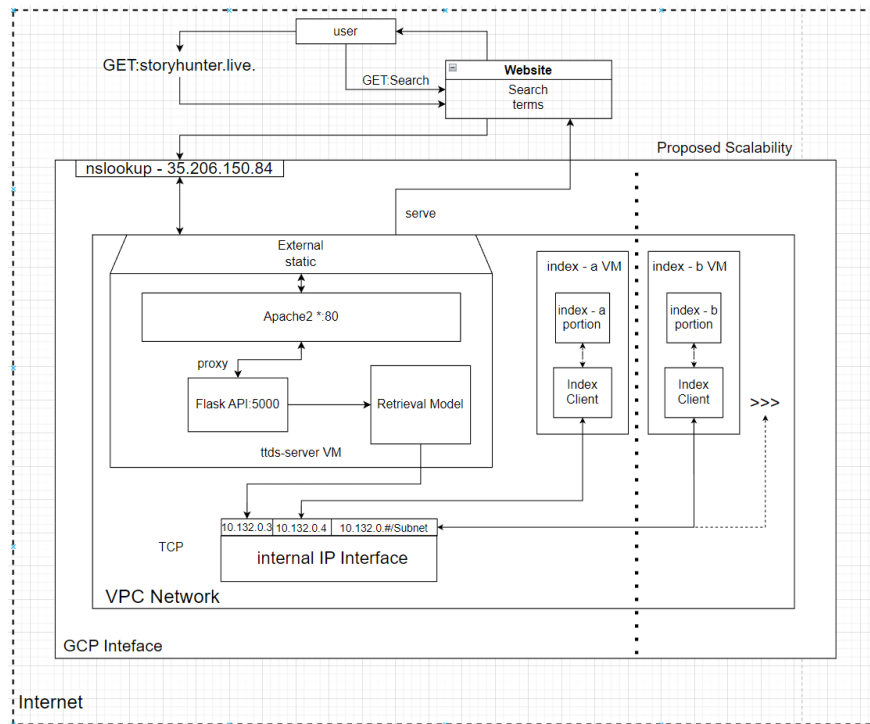 user
GET:storyhunter.live.
GET:Search
Website
Search
terms
Proposed Scalability
nslookup - 35.206.150.84
serve
External
static
index - a VM
index - b VM
Apache2 *:80
index - a
portion
index - b
portion
proxy
Flask API:5000
Retrieval Model
Index
Client
Index
Client
>>>
ttds-server VM
10.132.0.3
10.132.0.4
10.132.0.#/Subnet
TCP
internal IP Interface
VPC Network
GCP Inteface
Internet